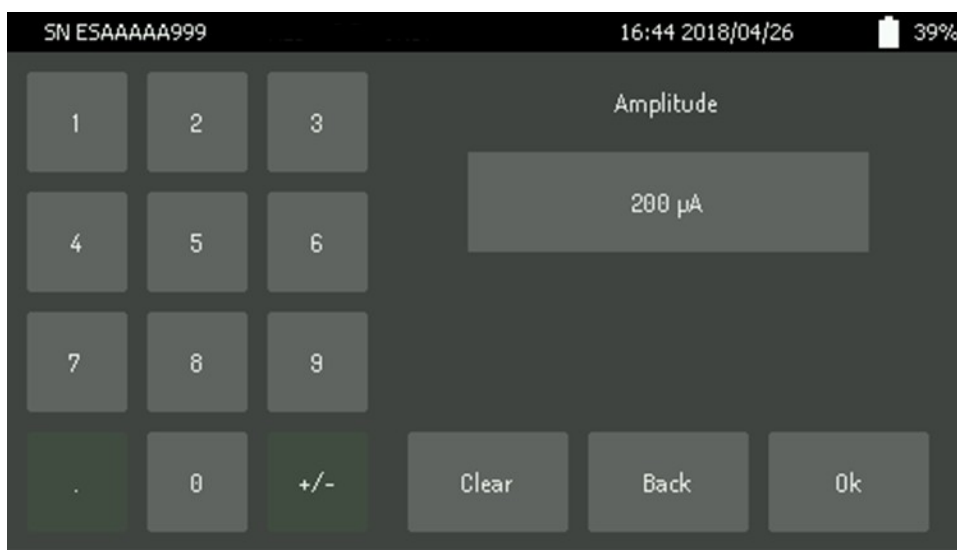 SN ESAAAAA999 16:44 2018/04/26 39%
Amplitude
1 2 3
200 µA
4 5 6
7 8 9
. 0 +/- Clear Back Ok